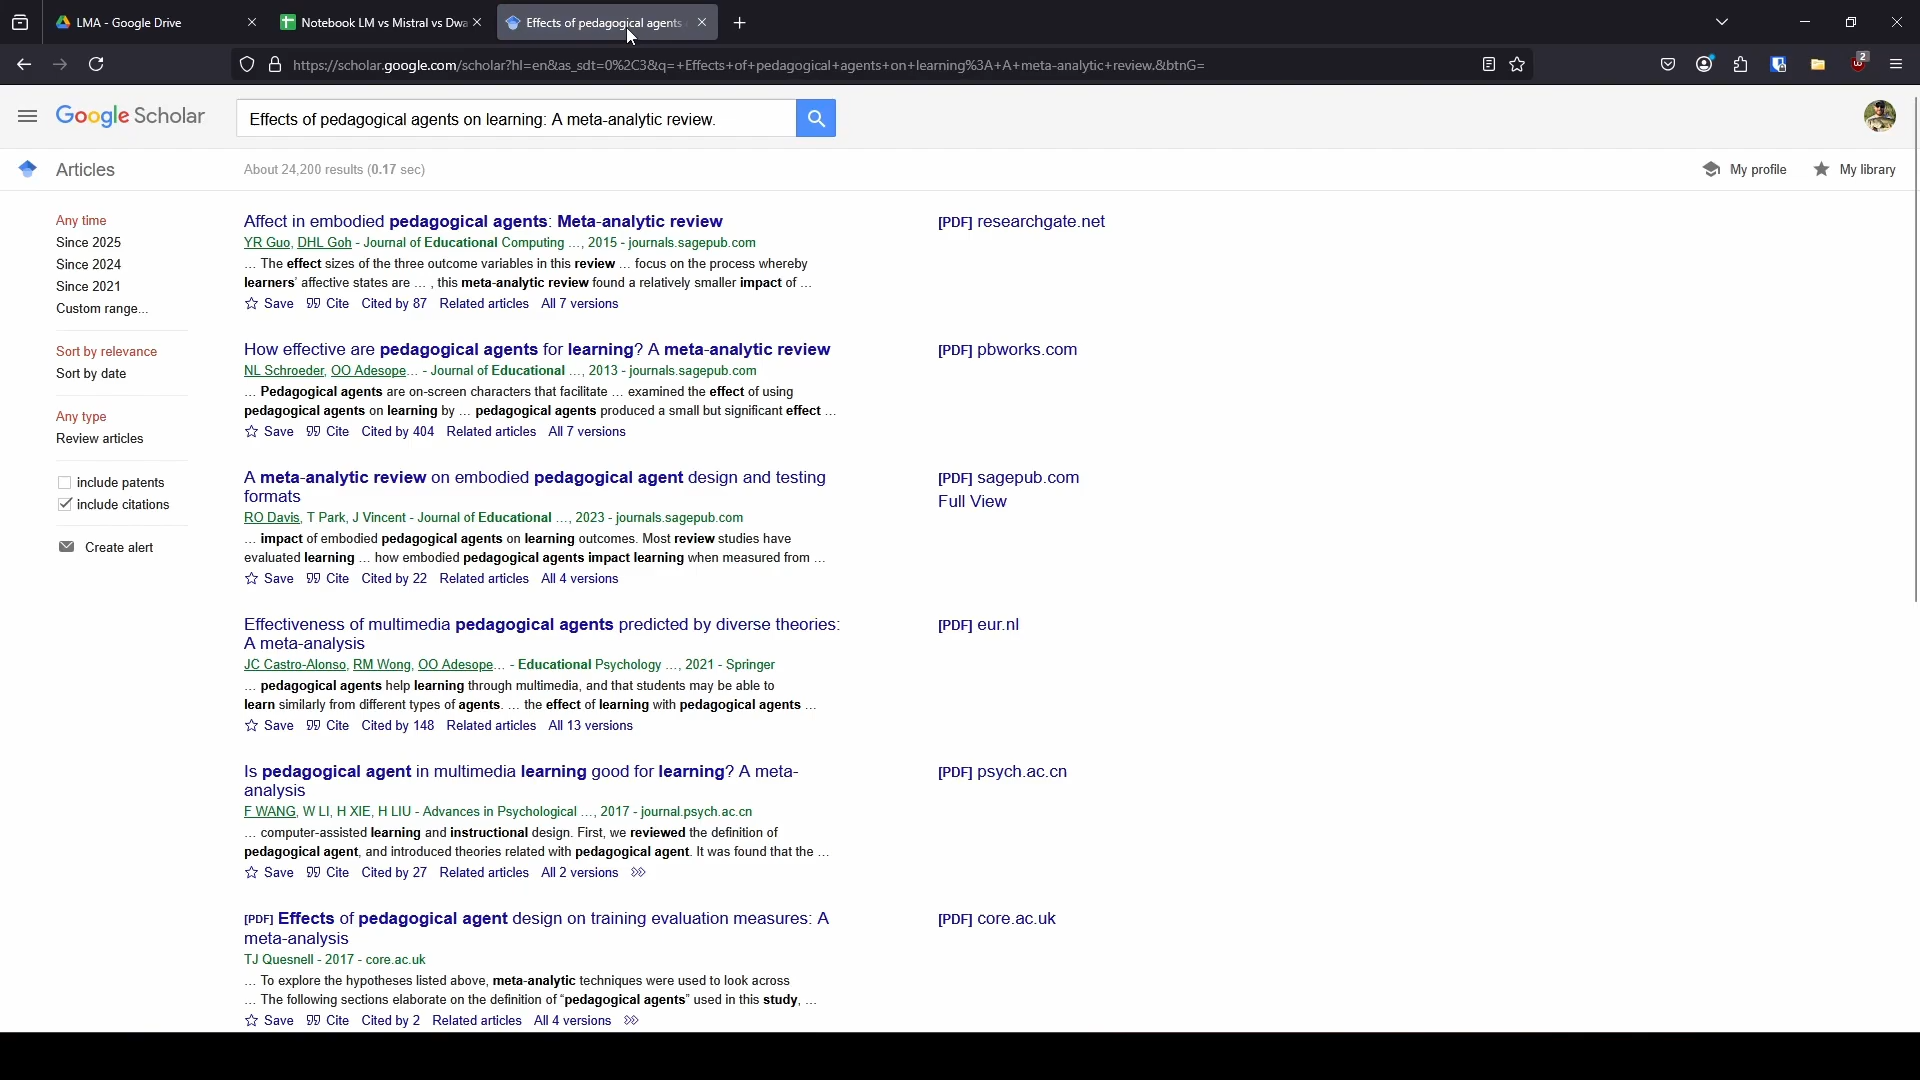 LMA - Google Drive
Notebook LM vs Mistral vs Dwa
Effects of pedagogical agents
https://scholar.google.com/scholar?hl=en&as_sdt=0%2C3&q=+Effects+of+pedagogical+agents+on+learning%3A+A+meta-analytic+review.&btnG=
2
Google Scholar
Effects of pedagogical agents on learning: A meta-analytic review.
Articles
About 24,200 results (0.17 sec)
My profile
My library
Any time
Since 2025
Since 2024
Since 2021
Custom range...
Sort by relevance
Sort by date
Any type
Review articles
include patents
include citations
Create alert
Affect in embodied pedagogical agents: Meta-analytic review
[PDF] researchgate.net
YR Guo, DHL Goh - Journal of Educational Computing …, 2015 - journals.sagepub.com
… The effect sizes of the three outcome variables in this review … focus on the process whereby
learners' affective states are … , this meta-analytic review found a relatively smaller impact of …
Save Cite Cited by 87 Related articles All 7 versions
How effective are pedagogical agents for learning? A meta-analytic review
[PDF] pbworks.com
NL Schroeder, OO Adesope… - Journal of Educational …, 2013 - journals.sagepub.com
… Pedagogical agents are on-screen characters that facilitate … examined the effect of using
pedagogical agents on learning by … pedagogical agents produced a small but significant effect …
Save Cite Cited by 404 Related articles All 7 versions
A meta-analytic review on embodied pedagogical agent design and testing
formats
[PDF] sagepub.com
Full View
RO Davis, T Park, J Vincent - Journal of Educational …, 2023 - journals.sagepub.com
… impact of embodied pedagogical agents on learning outcomes. Most review studies have
evaluated learning … how embodied pedagogical agents impact learning when measured from …
Save Cite Cited by 22 Related articles All 4 versions
Effectiveness of multimedia pedagogical agents predicted by diverse theories:
A meta-analysis
[PDF] eur.nl
JC Castro-Alonso, RM Wong, OO Adesope… - Educational Psychology …, 2021 - Springer
… pedagogical agents help learning through multimedia, and that students may be able to
learn similarly from different types of agents. … the effect of learning with pedagogical agents …
Save Cite Cited by 148 Related articles All 13 versions
Is pedagogical agent in multimedia learning good for learning? A meta-
analysis
[PDF] psych.ac.cn
F WANG, W LI, H XIE, H LIU - Advances in Psychological …, 2017 - journal.psych.ac.cn
… computer-assisted learning and instructional design. First, we reviewed the definition of
pedagogical agent, and introduced theories related with pedagogical agent. It was found that the …
Save Cite Cited by 27 Related articles All 2 versions
[PDF] Effects of pedagogical agent design on training evaluation measures: A
meta-analysis
[PDF] core.ac.uk
TJ Quesnell - 2017 - core.ac.uk
… To explore the hypotheses listed above, meta-analytic techniques were used to look across
… The following sections elaborate on the definition of "pedagogical agents" used in this study, …
Save Cite Cited by 2 Related articles All 4 versions